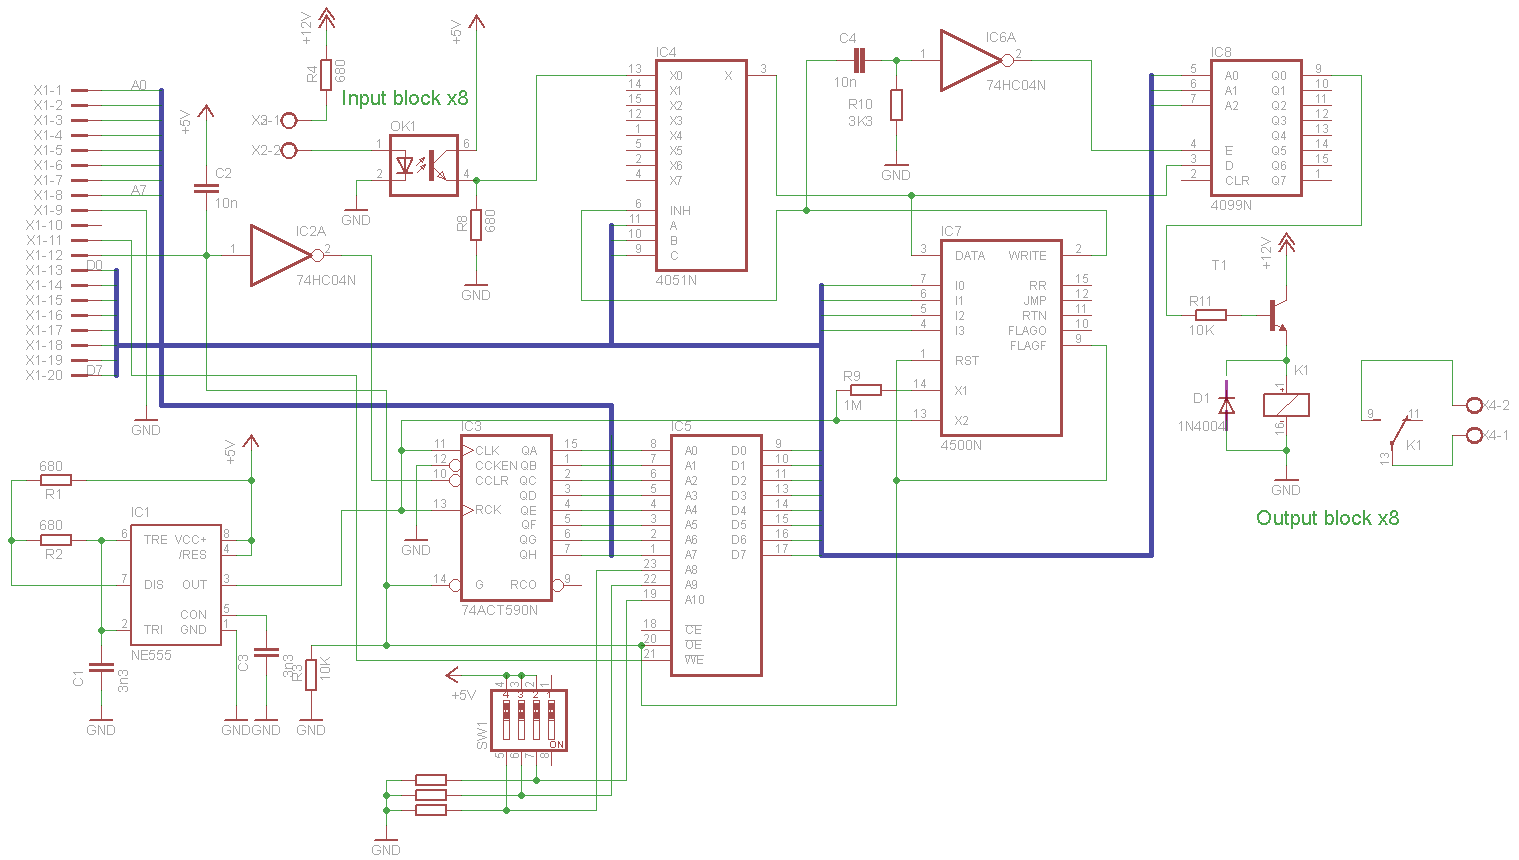 X1-1
X1-2
X1-3
X1-4
X1-5
X1-6
X1-7
X1-8
X1-9
X1-10
X1-11
X1-12
X1-13
X1-14
X1-15
X1-16
X1-17
X1-18
X1-19
X1-20
A0
A7
D0
D7
GND
+5V
C2
10n
1
IC2A
2
74HC04N
+12V
R4
680
Input block x8
X2-2
OK1
1
2
6
4
GND
+5V
R8
680
GND
IC4
13
14
15
12
1
5
2
4
6
11
10
9
X0
X1
X2
X3
X4
X5
X6
X7
INH
A
B
C
X
3
4051N
C4
10n
R10
3K3
GND
1
IC6A
2
74HC04N
IC8
5
6
7
4
3
2
A0
A1
A2
E
D
CLR
Q0
Q1
Q2
Q3
Q4
Q5
Q6
Q7
9
10
11
12
13
14
15
1
4099N
IC7
3
7
6
5
4
1
14
13
DATA
I0
I1
I2
I3
RST
X1
X2
WRITE
RR
JMP
RTN
FLAGO
FLAGF
2
15
12
11
10
9
4500N
R9
1M
T1
+12V
R11
10K
D1
1N4004
K1
1
16
GND
9
11
13
K1
X4-2
X4-1
Output block x8
680
R1
680
R2
+5V
IC1
6
7
2
TRE
DIS
TRI
VCC+
/RES
OUT
CON
GND
8
4
3
5
1
NE555
C1
3n3
GND
C3
3n3
GND
GND
R3
10K
GND
IC3
11
12
10
13
14
CLK
CCKEN
CCLR
RCK
G
QA
QB
QC
QD
QE
QF
QG
QH
RCO
15
1
2
3
4
5
6
7
9
74ACT590N
GND
IC5
8
7
6
5
4
3
2
1
23
22
19
18
20
21
A0
A1
A2
A3
A4
A5
A6
A7
A8
A9
A10
CE
OE
WE
D0
D1
D2
D3
D4
D5
D6
D7
9
10
11
13
14
15
16
17
+5V
SW1
4
3
2
1
4
3
2
1
ON
5
6
7
8
GND